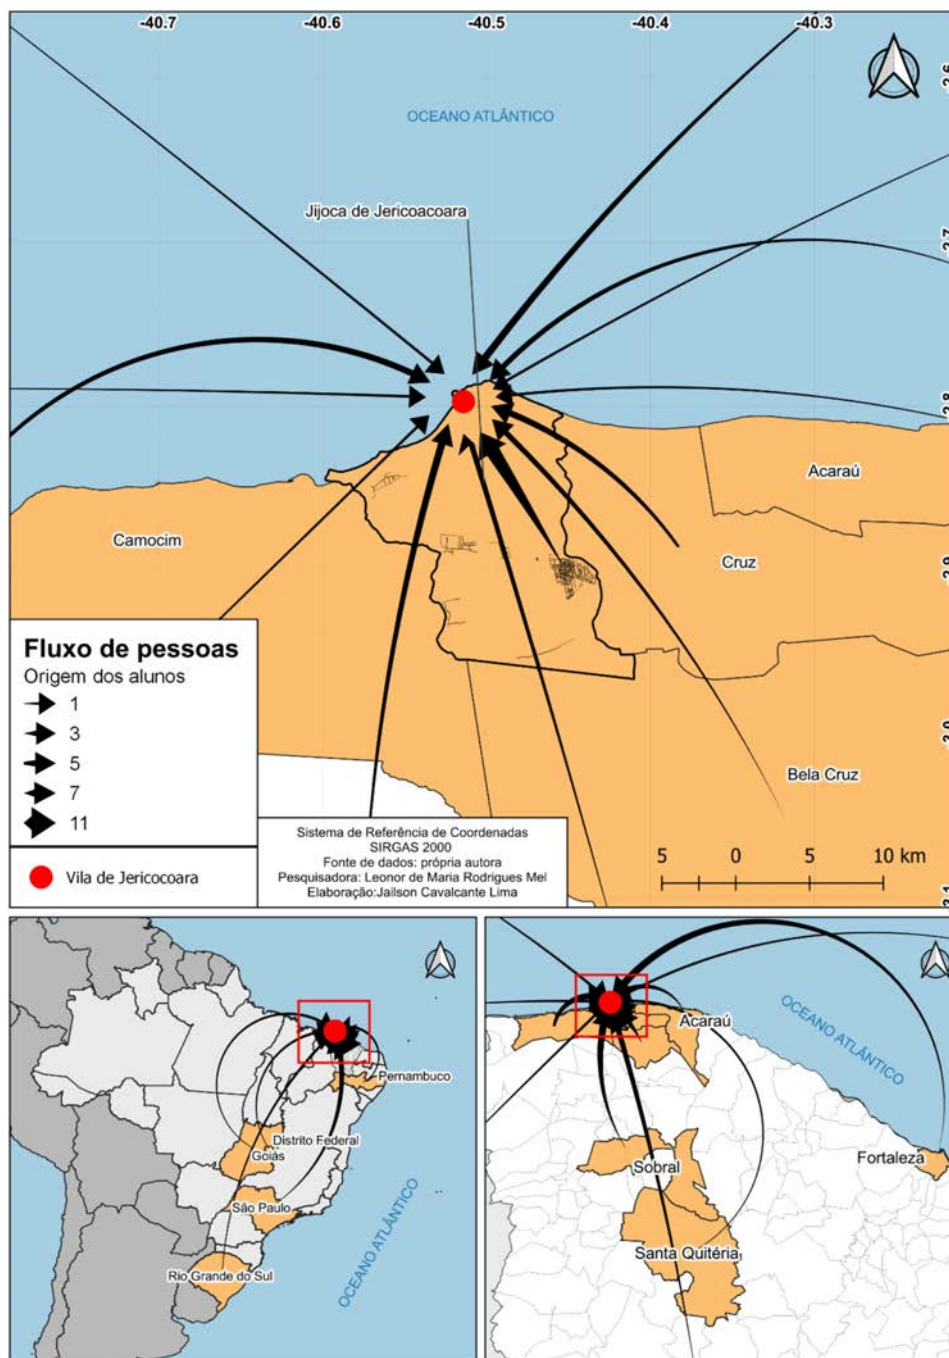 -40.7
-40.6
-40.5
-40.4
-40.3
OCEANO ATLÂNTICO
Jijoca de Jericoacoara
Acaraú
Camocim
Cruz
Bela Cruz
Fluxo de pessoas
Origem dos alunos
1
3
5
7
11
Vila de Jericocoara
Sistema de Referência de Coordenadas
SIRGAS 2000
Fonte de dados: própria autora
Pesquisadora: Leonor de Maria Rodrigues Mel
Elaboração:Jailson Cavalcante Lima
5 0 5 10 km
Pernambuco
Distrito Federal
Goiás
São Paulo
Rio Grande do Sul
OCEANO ATLÂNTICO
Acaraú
OCEANO ATLÂNTICO
Fortaleza
Sobral
Santa Quitéria